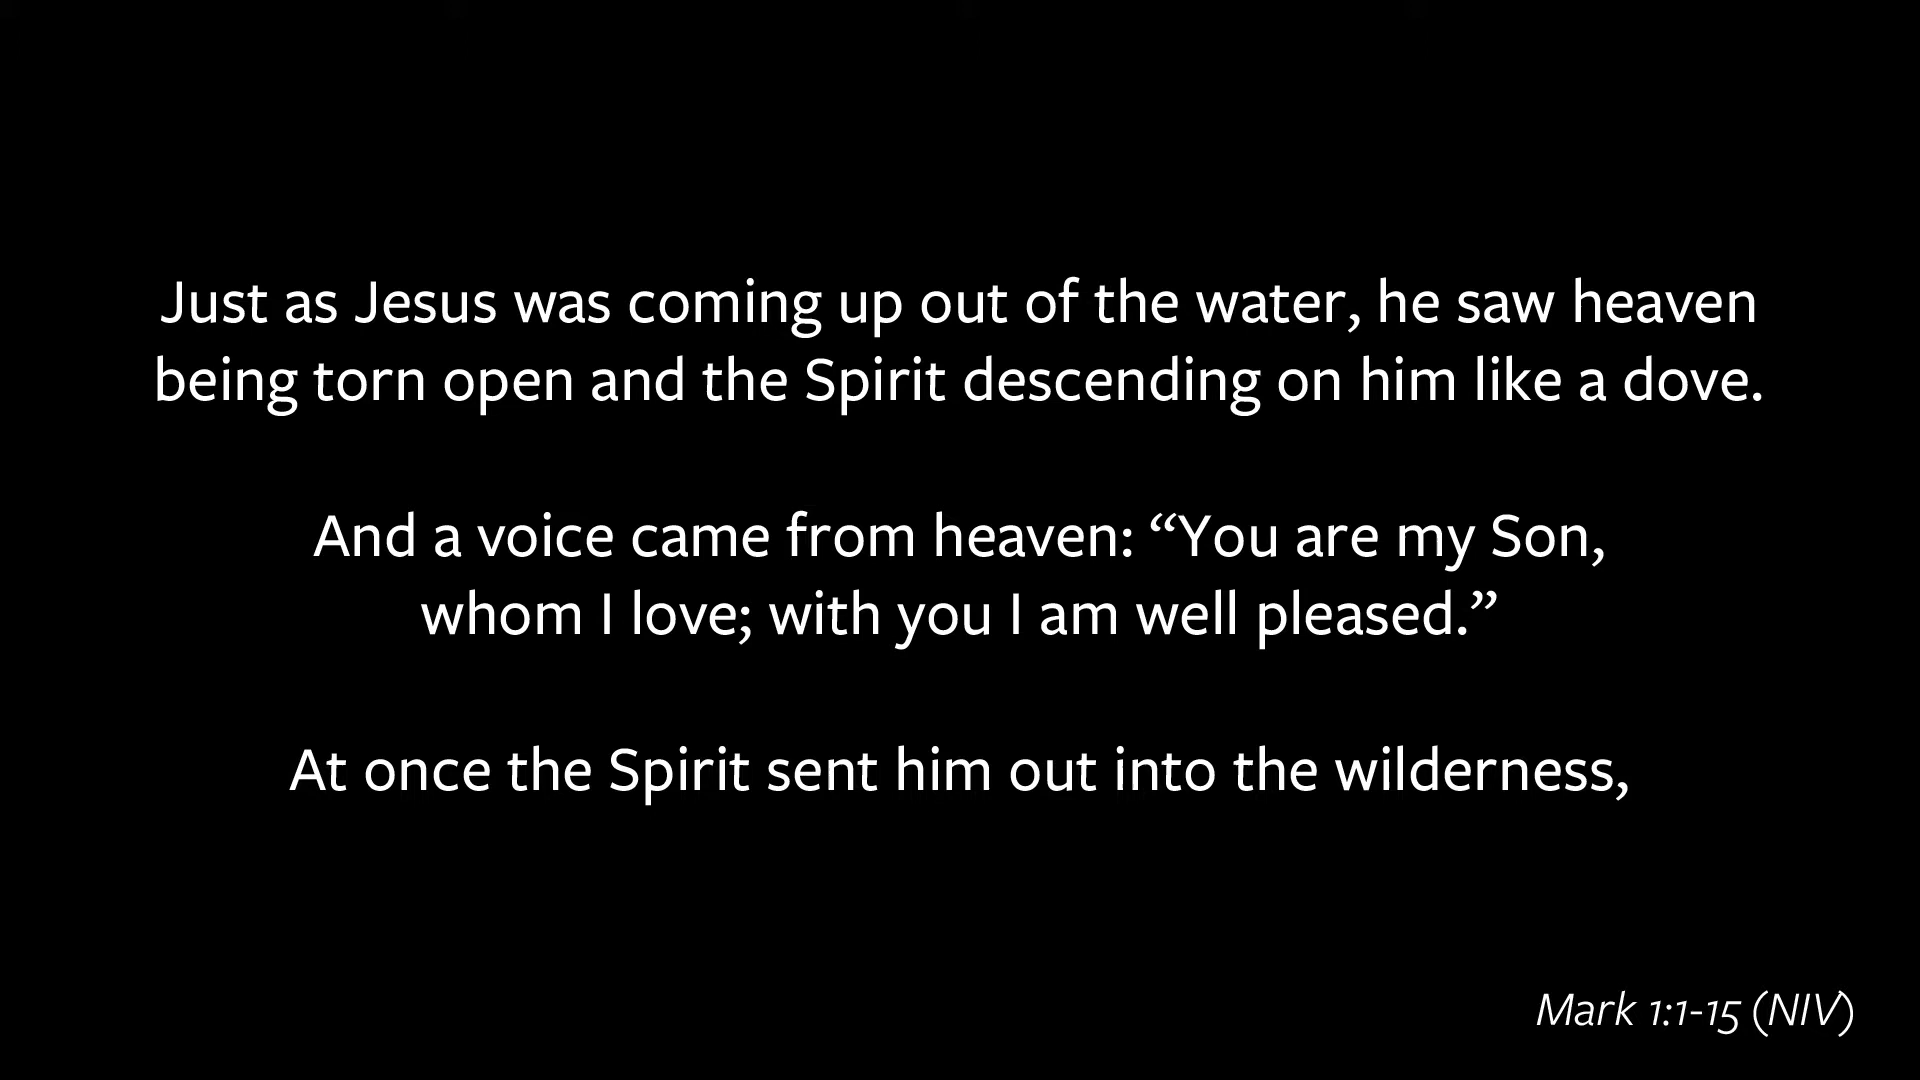 Just as Jesus was coming up out of the water, he saw heaven
being torn open and the Spirit descending on him like a dove.
And a voice came from heaven: “You are my Son,
whom I love; with you I am well pleased.”
At once the Spirit sent him out into the wilderness,
Mark 1:1-15 (NIV)